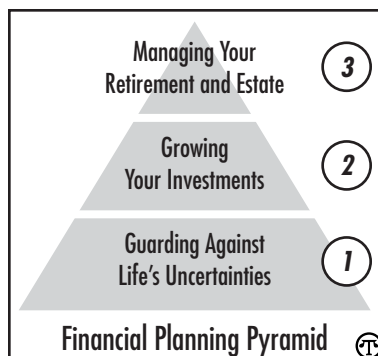 Managing Your
Retirement and Estate
3
Growing
Your Investments
2
Guarding Against
Life's Uncertainties
1
Financial Planning Pyramid